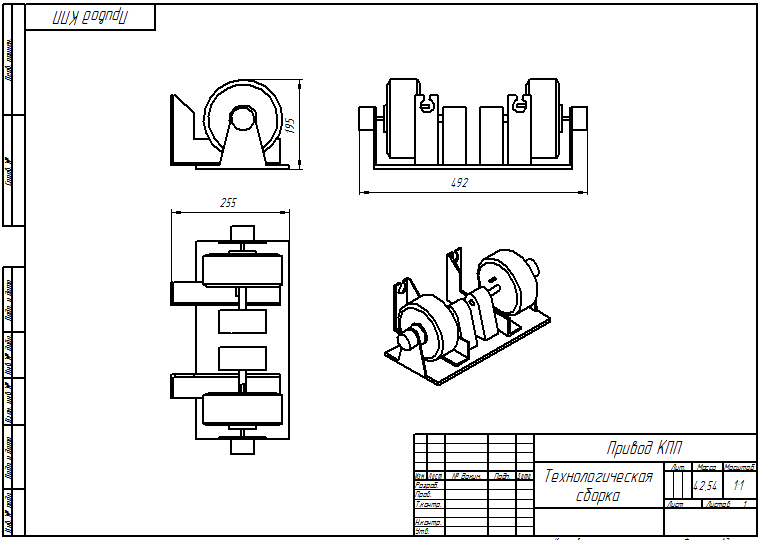 Привод КПП
195
492
255
Перв. примен.
Справ. №
Подп. и дата
Инв. № дубл.
Взам. инв. №
Подп. и дата
Инв. № подл.
Привод КПП
Лит. Масса Масштаб
Изм Лист № докум. Подп. Дата
Технологическая
сборка
42,54 1:1
Разраб.
Пров.
Т.контр.
Лист Листов 1
Н.контр.
Утв.